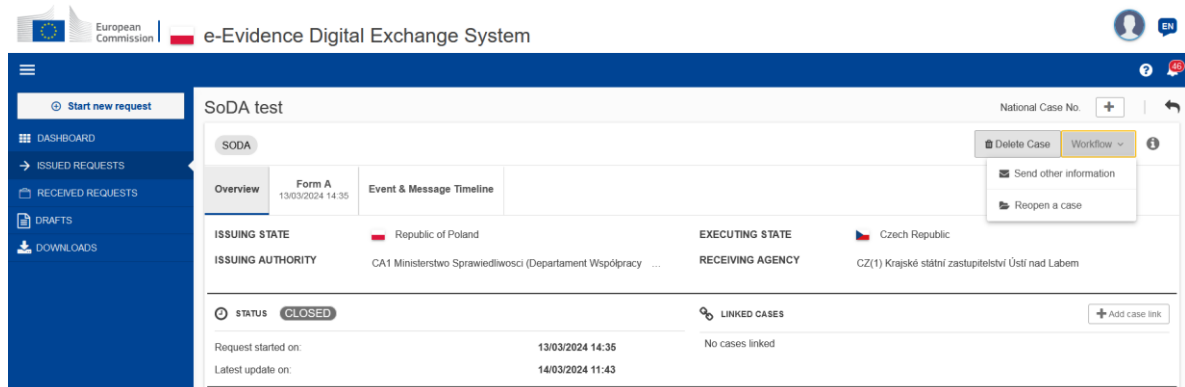 European
Commission
e-Evidence Digital Exchange System
EN
46
Start new request
SoDA test
National Case No.
DASHBOARD
SODA
Delete Case
Workflow
ISSUED REQUESTS
Send other information
RECEIVED REQUESTS
Overview
Form A
13/03/2024 14:35
Event & Message Timeline
Reopen a case
DRAFTS
DOWNLOADS
ISSUING STATE
Republic of Poland
EXECUTING STATE
Czech Republic
ISSUING AUTHORITY
CA1 Ministerstwo Sprawiedliwosci (Departament Współpracy ...
RECEIVING AGENCY
CZ(1) Krajské státní zastupitelství Ústí nad Labem
STATUS CLOSED
LINKED CASES
Add case link
Request started on: 13/03/2024 14:35
No cases linked
Latest update on: 14/03/2024 11:43